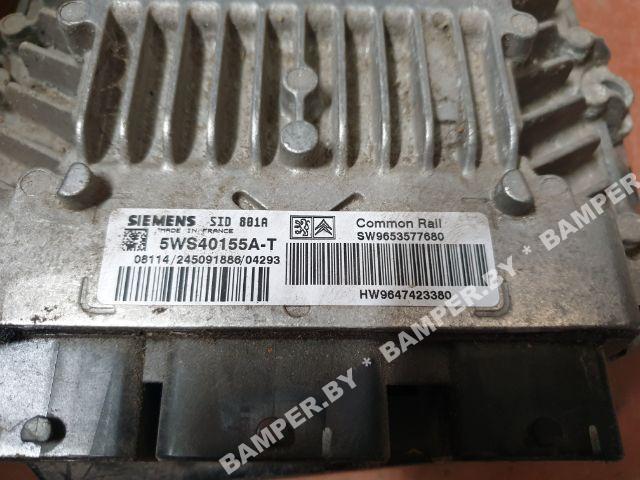 SIEMENS SID 801A
MADE IN FRANCE
5WS40155A-T
08114/245091886/04293
Common Rail
SW9653577680
HW9647423380
BAMPER.BY * BAMPER.BY * BAMPER.BY